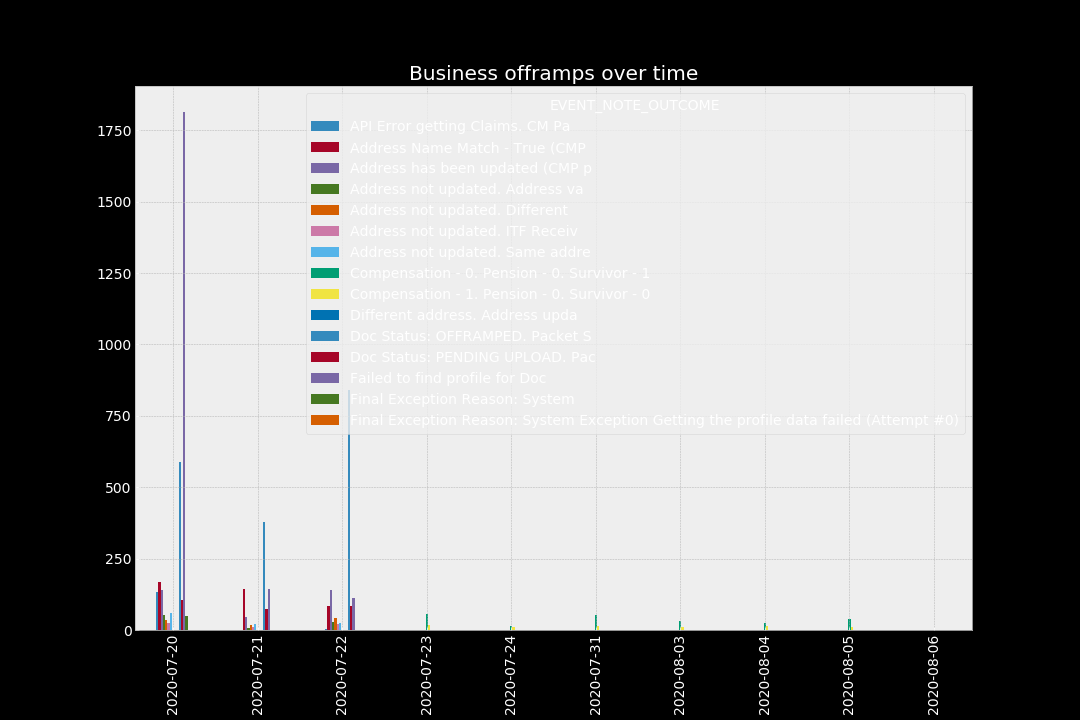 Business offramps over time
EVENT_NOTE_OUTCOME
API Error getting Claims. CM Pa
Address Name Match - True (CMP
Address has been updated (CMP p
Address not updated. Address va
Address not updated. Different
Address not updated. ITF Receiv
Address not updated. Same addre
Compensation - 0. Pension - 0. Survivor - 1
Compensation - 1. Pension - 0. Survivor - 0
Different address. Address upda
Doc Status: OFFRAMPED. Packet S
Doc Status: PENDING UPLOAD. Pac
Failed to find profile for Doc
Final Exception Reason: System
Final Exception Reason: System Exception Getting the profile data failed (Attempt #0)
1750
1500
1250
1000
750
500
250
0
2020-07-20
2020-07-21
2020-07-22
2020-07-23
2020-07-24
2020-07-31
2020-08-03
2020-08-04
2020-08-05
2020-08-06